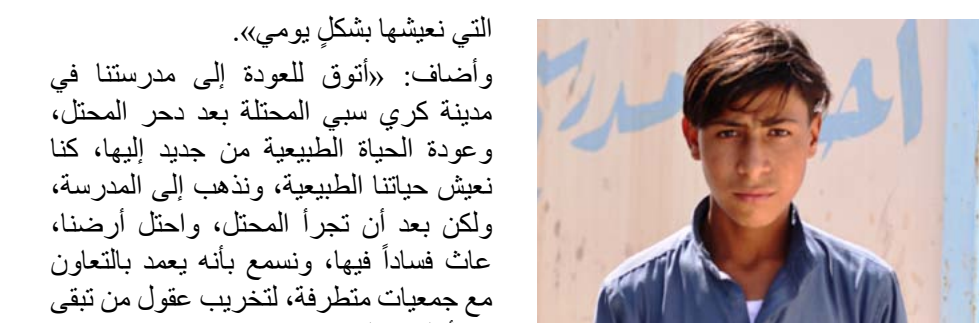 التي نعيشها بشكلٍ يومي».
وأضاف: «أتوق للعودة إلى مدرستنا في
مدينة كري سبي المحتلة بعد دحر المحتل،
وعودة الحياة الطبيعية من جديد إليها، كنا
نعيش حياتنا الطبيعية، ونذهب إلى المدرسة،
ولكن بعد أن تجرأ المحتل، واحتل أرضنا،
عاث فساداً فيها، ونسمع بأنه يعمد بالتعاون
مع جمعيات متطرفة، لتخريب عقول من تبقى